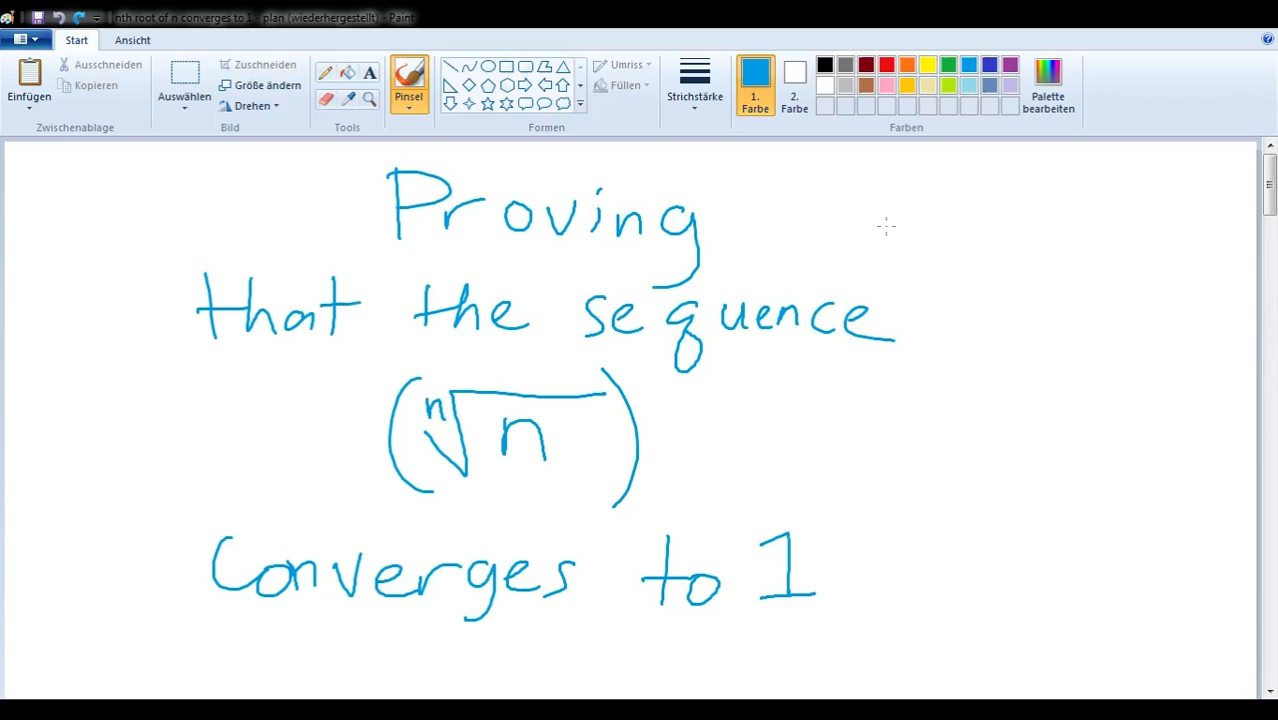 nth root of n converges to 1 - plan (wiederhergestellt) - Paint
Start Ansicht
Einfügen
Ausschneiden
Kopieren
Zwischenablage
Auswählen
Zuschneiden
Größe ändern
Drehen
Bild
A
Tools
Pinsel
Formen
Umriss
Füllen
Strichstärke
1.
Farbe
2.
Farbe
Palette
bearbeiten
Farben
Proving
that the sequence
(ⁿ√n)
converges to 1